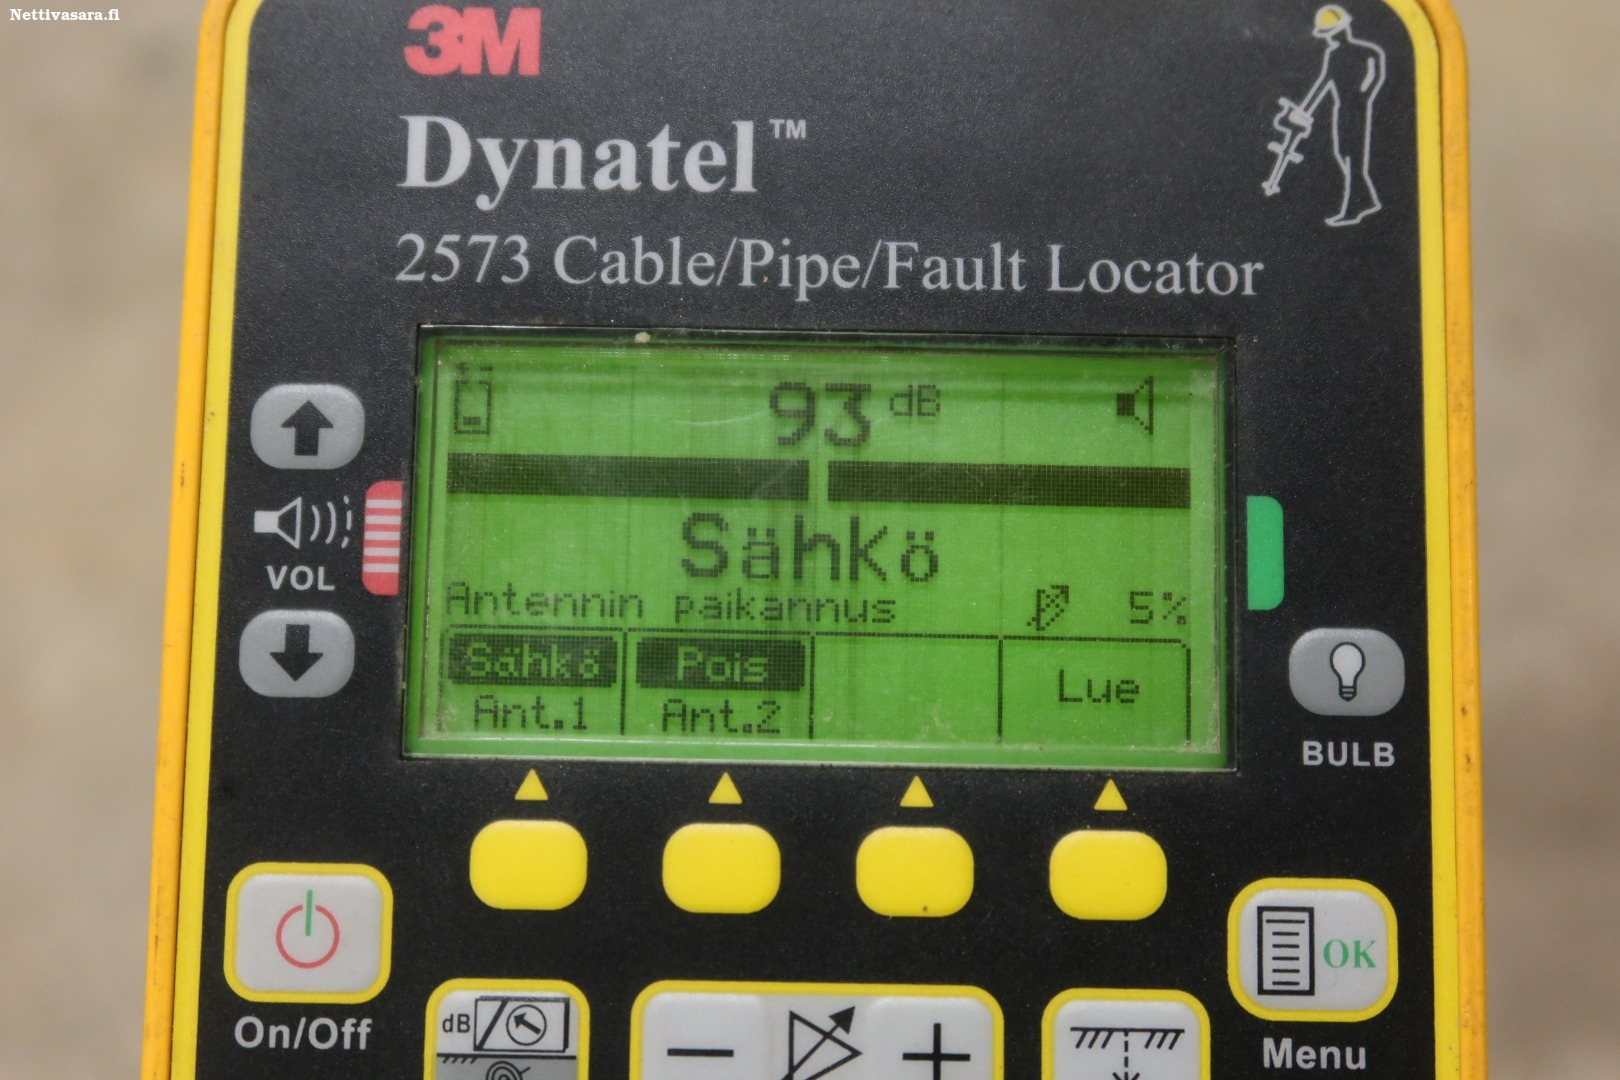 Nettivasara.fi
3M
Dynatel™
2573 Cable/Pipe/Fault Locator
93 dB
Sähkö
VOL
Antennin paikannus 5%
Sähkö Pois
Lue
Ant.1 Ant.2
BULB
OK
On/Off
dB
Menu